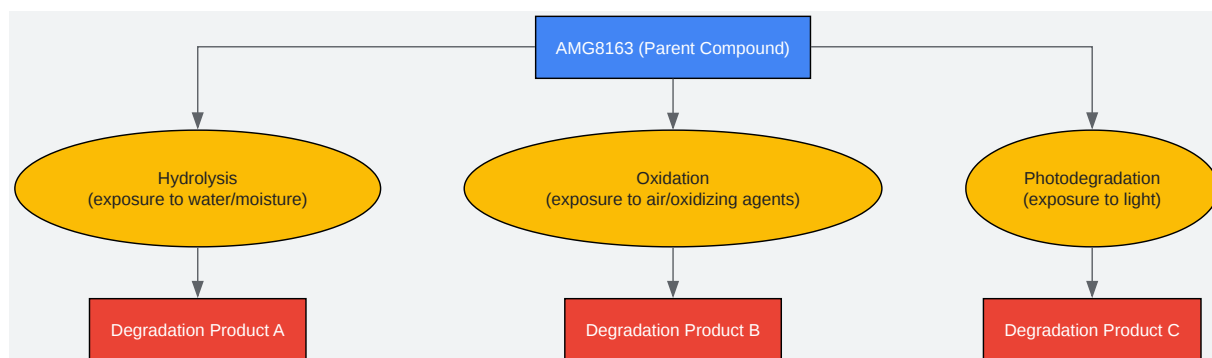 AMG8163 (Parent Compound)
Hydrolysis
(exposure to water/moisture)
Oxidation
(exposure to air/oxidizing agents)
Photodegradation
(exposure to light)
Degradation Product A
Degradation Product B
Degradation Product C